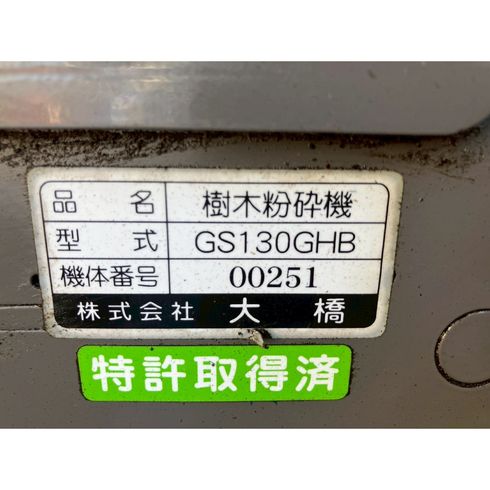 品名 樹木粉砕機
型式 GS130GHB
機体番号 00251
株式会社 大橋
特許取得済